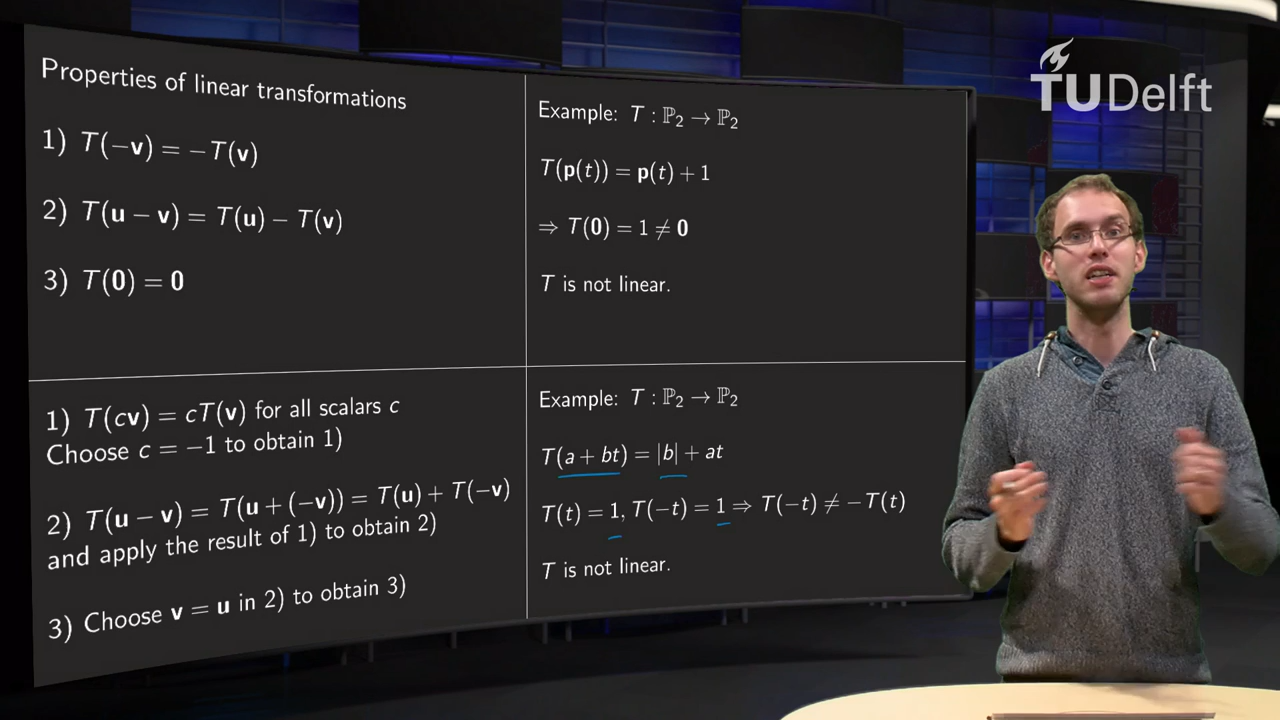 Properties of linear transformations
1) T(−v) = −T(v)
2) T(u − v) = T(u) − T(v)
3) T(0) = 0
Example: T : ℙ₂ → ℙ₂
T(p(t)) = p(t) + 1
⇒ T(0) = 1 ≠ 0
T is not linear.
1) T(cv) = cT(v) for all scalars c
Choose c = −1 to obtain 1)
2) T(u − v) = T(u + (−v)) = T(u) + T(−v)
and apply the result of 1) to obtain 2)
3) Choose v = u in 2) to obtain 3)
Example: T : ℙ₂ → ℙ₂
T(a + bt) = |b| + at
T(t) = 1, T(−t) = 1 ⇒ T(−t) ≠ −T(t)
T is not linear.
TUDelft